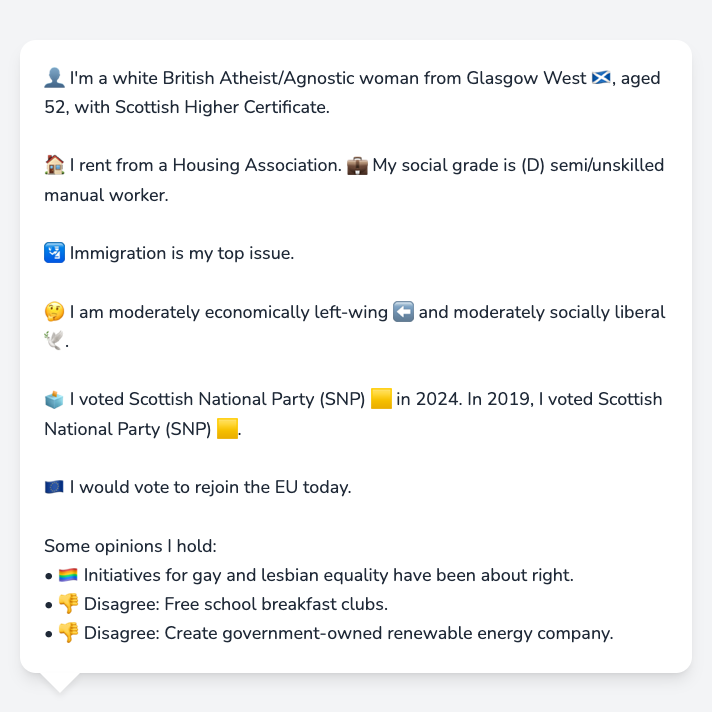 👤 I'm a white British Atheist/Agnostic woman from Glasgow West 🏴󠁧󠁢󠁳󠁣󠁴󠁿, aged
52, with Scottish Higher Certificate.
🏠 I rent from a Housing Association. 💼 My social grade is (D) semi/unskilled
manual worker.
🛂 Immigration is my top issue.
🤔 I am moderately economically left-wing ⬅️ and moderately socially liberal
🕊️.
🗳️ I voted Scottish National Party (SNP) 🟨 in 2024. In 2019, I voted Scottish
National Party (SNP) 🟨.
🇪🇺 I would vote to rejoin the EU today.
Some opinions I hold:
• 🏳️‍🌈 Initiatives for gay and lesbian equality have been about right.
• 👎 Disagree: Free school breakfast clubs.
• 👎 Disagree: Create government-owned renewable energy company.